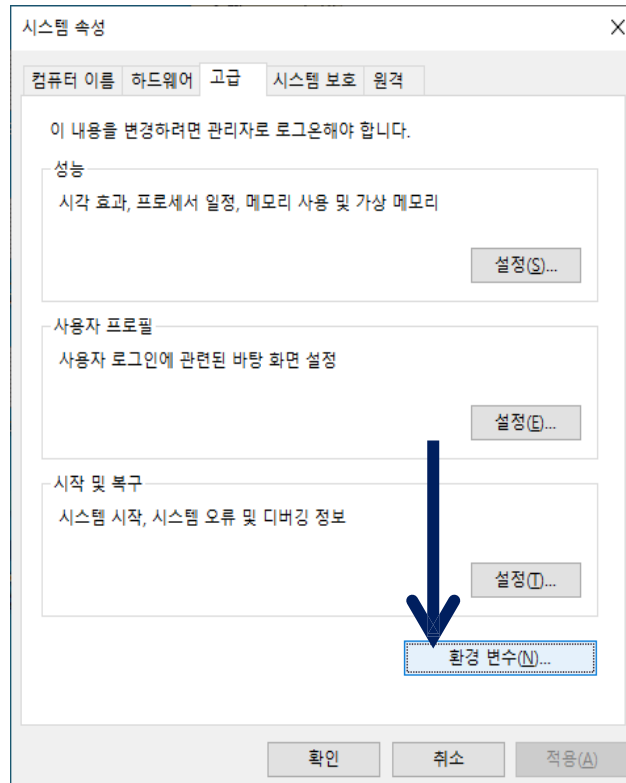 시스템 속성
컴퓨터 이름 하드웨어 고급 시스템 보호 원격
이 내용을 변경하려면 관리자로 로그온해야 합니다.
성능
시각 효과, 프로세서 일정, 메모리 사용 및 가상 메모리
설정(S)...
사용자 프로필
사용자 로그인에 관련된 바탕 화면 설정
설정(E)...
시작 및 복구
시스템 시작, 시스템 오류 및 디버깅 정보
설정(T)...
환경 변수(N)...
확인 취소 적용(A)